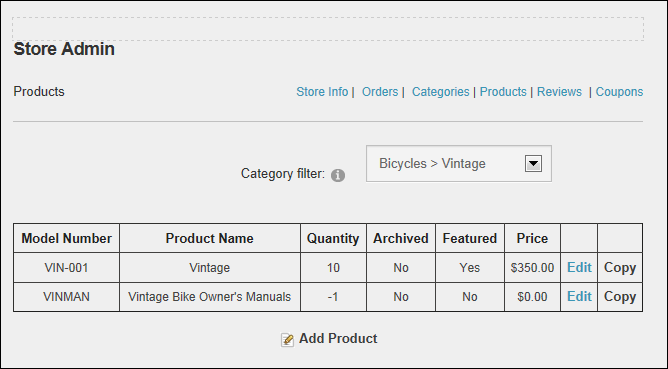 Store Admin
Products Store Info | Orders | Categories | Products | Reviews | Coupons
Category filter: Bicycles > Vintage
Model Number Product Name Quantity Archived Featured Price
VIN-001 Vintage 10 No Yes $350.00 Edit Copy
VINMAN Vintage Bike Owner's Manuals -1 No No $0.00 Edit Copy
Add Product